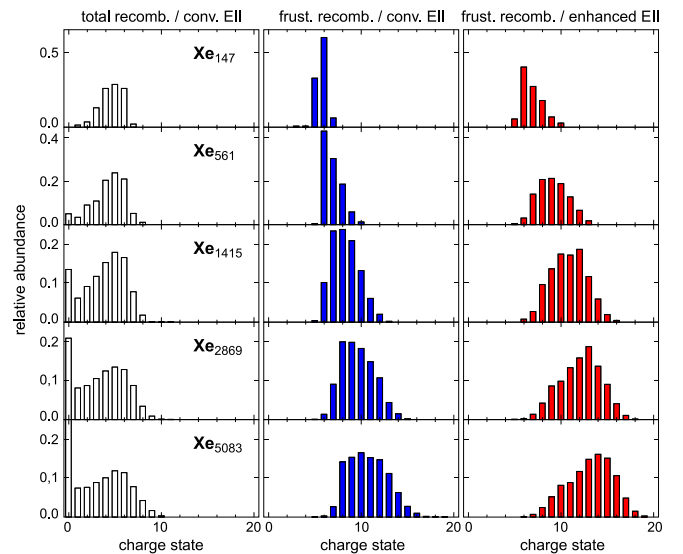 total recomb. / conv. EII frust. recomb. / conv. EII frust. recomb. / enhanced EII
0.5
Xe147
0.0
0.4
Xe561
0.2
0.0
0.2
Xe1415
0.1
0.0
0.2
Xe2869
0.1
0.0
0.2
Xe5083
0.1
0.0
0 10 20 0 10 20 0 10 20
charge state charge state charge state
relative abundance